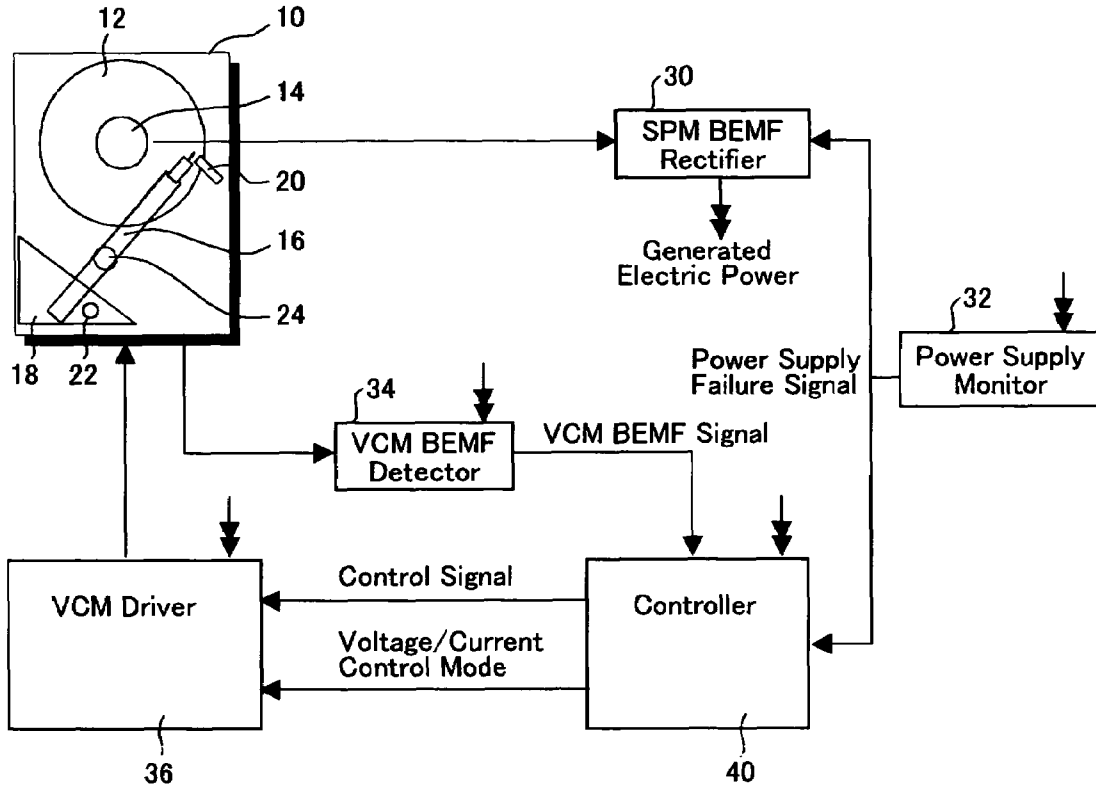 10
12
14
30
SPM BEMF
Rectifier
20
16
Generated
Electric Power
24
32
18
22
Power Supply
Failure Signal
Power Supply
Monitor
34
VCM BEMF
Detector
VCM BEMF Signal
VCM Driver
Control Signal
Controller
Voltage/Current
Control Mode
36
40